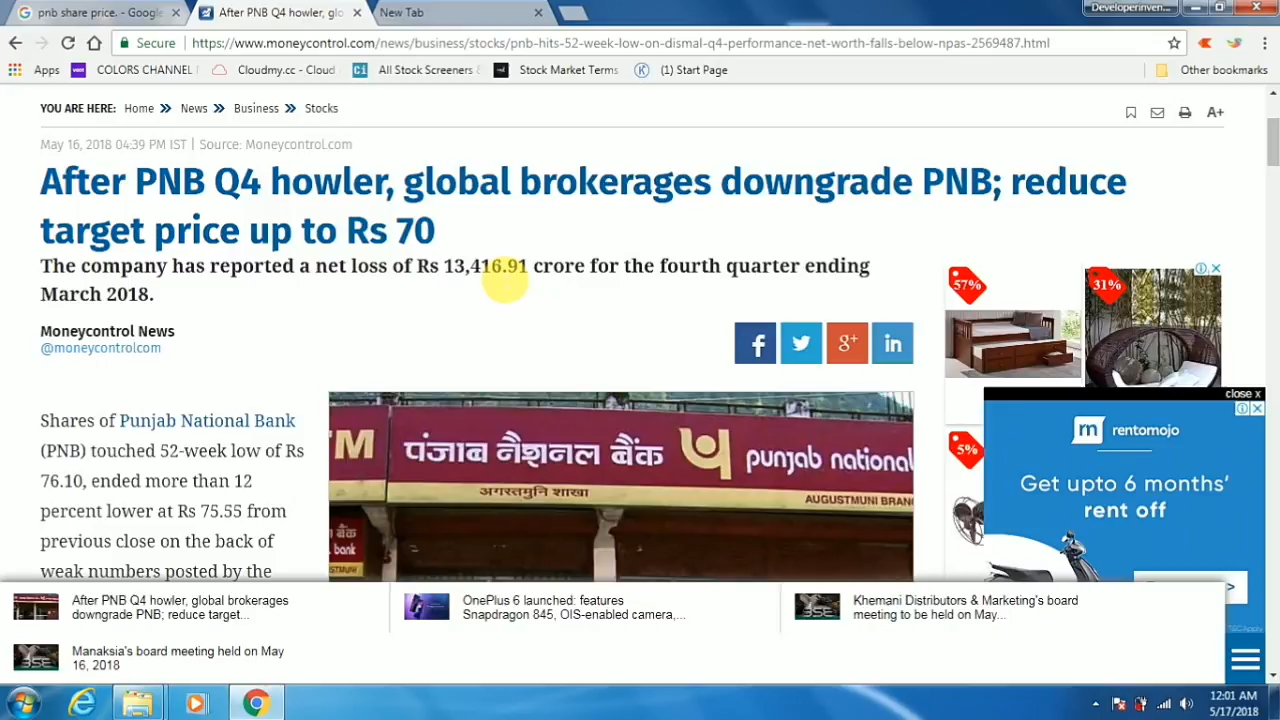 pnb share price. - Google
After PNB Q4 howler, glo
New Tab
Developerinven...
Secure
https://www.moneycontrol.com/news/business/stocks/pnb-hits-52-week-low-on-dismal-q4-performance-net-worth-falls-below-npas-2569487.html
Apps
COLORS CHANNEL
Cloudmy.cc - Cloud
All Stock Screeners
Stock Market Terms
(1) Start Page
Other bookmarks
YOU ARE HERE: Home News Business Stocks
A+
May 16, 2018 04:39 PM IST | Source: Moneycontrol.com
After PNB Q4 howler, global brokerages downgrade PNB; reduce
target price up to Rs 70
The company has reported a net loss of Rs 13,416.91 crore for the fourth quarter ending
March 2018.
Moneycontrol News
@moneycontrolcom
57%
31%
close x
rentomojo
5%
Get upto 6 months'
rent off
Shares of Punjab National Bank
(PNB) touched 52-week low of Rs
76.10, ended more than 12
percent lower at Rs 75.55 from
previous close on the back of
weak numbers posted by the
TM
पंजाब नैशनल बैंक
punjab national
अगस्तमुनि शाखा
AUGUSTMUNI BRAN
bank
After PNB Q4 howler, global brokerages
downgrade PNB; reduce target...
OnePlus 6 launched: features
Snapdragon 845, OIS-enabled camera,...
Khemani Distributors & Marketing's board
meeting to be held on May...
Manaksia's board meeting held on May
16, 2018
12:01 AM
5/17/2018